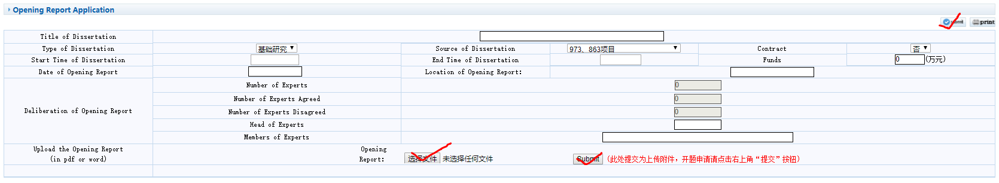 Opening Report Application
submit print
Title of Dissertation
Type of Dissertation 基础研究 Source of Dissertation 973、863项目 Contract 否
Start Time of Dissertation End Time of Dissertation Funds 0 (万元)
Date of Opening Report Location of Opening Report:
Number of Experts 0
Number of Experts Agreed 0
Deliberation of Opening Report Number of Experts Disagreed 0
Head of Experts
Members of Experts
Upload the Opening Report Opening
(in pdf or word) Report: 选择文件 未选择任何文件 Submit (此处提交为上传附件，开题申请请点击右上角“提交”按钮)